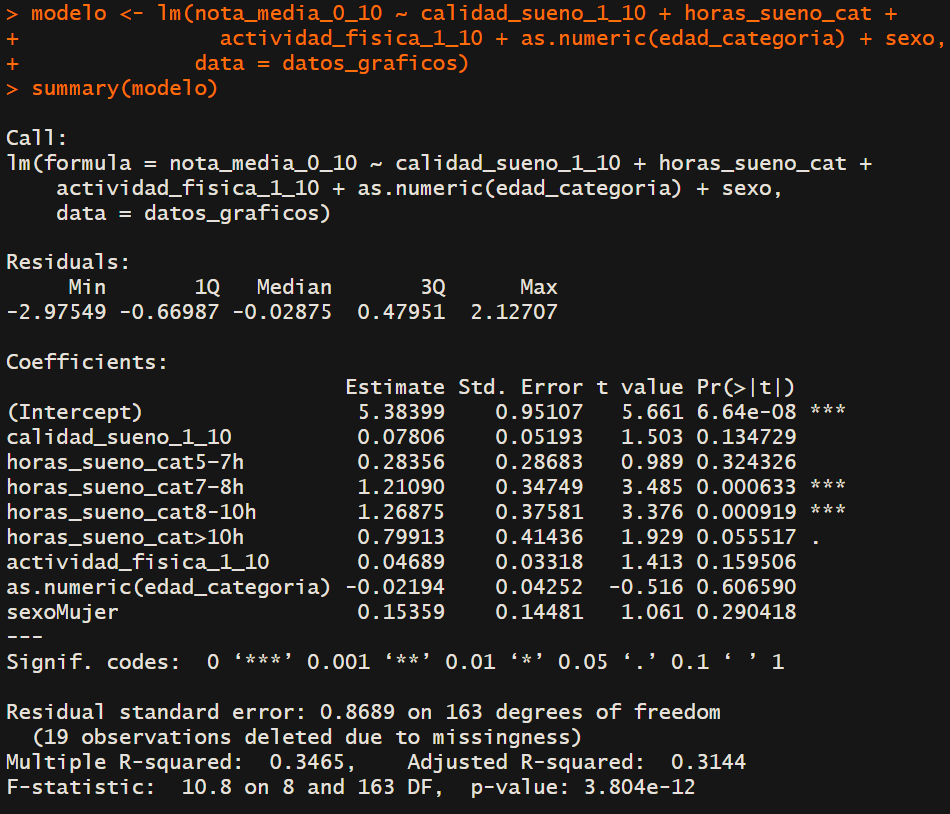 > modelo <- lm(nota_media_0_10 ~ calidad_sueno_1_10 + horas_sueno_cat +
+                actividad_fisica_1_10 + as.numeric(edad_categoria) + sexo,
+              data = datos_graficos)
> summary(modelo)

Call:
lm(formula = nota_media_0_10 ~ calidad_sueno_1_10 + horas_sueno_cat +
    actividad_fisica_1_10 + as.numeric(edad_categoria) + sexo,
    data = datos_graficos)

Residuals:
     Min       1Q   Median       3Q      Max
-2.97549 -0.66987 -0.02875  0.47951  2.12707

Coefficients:
                           Estimate Std. Error t value Pr(>|t|)
(Intercept)                 5.38399    0.95107   5.661 6.64e-08 ***
calidad_sueno_1_10          0.07806    0.05193   1.503 0.134729
horas_sueno_cat5-7h         0.28356    0.28683   0.989 0.324326
horas_sueno_cat7-8h         1.21090    0.34749   3.485 0.000633 ***
horas_sueno_cat8-10h        1.26875    0.37581   3.376 0.000919 ***
horas_sueno_cat>10h         0.79913    0.41436   1.929 0.055517 .
actividad_fisica_1_10       0.04689    0.03318   1.413 0.159506
as.numeric(edad_categoria) -0.02194    0.04252  -0.516 0.606590
sexoMujer                   0.15359    0.14481   1.061 0.290418
---
Signif. codes:  0 ‘***’ 0.001 ‘**’ 0.01 ‘*’ 0.05 ‘.’ 0.1 ‘ ’ 1

Residual standard error: 0.8689 on 163 degrees of freedom
  (19 observations deleted due to missingness)
Multiple R-squared:  0.3465,    Adjusted R-squared:  0.3144
F-statistic:  10.8 on 8 and 163 DF,  p-value: 3.804e-12